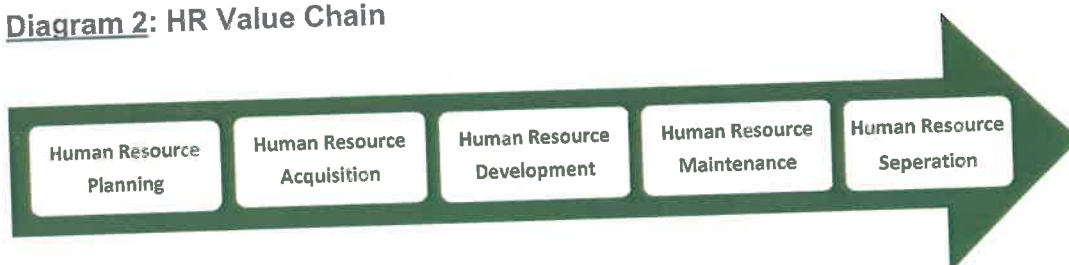 Diagram 2: HR Value Chain
Human Resource
Planning
Human Resource
Acquisition
Human Resource
Development
Human Resource
Maintenance
Human Resource
Seperation